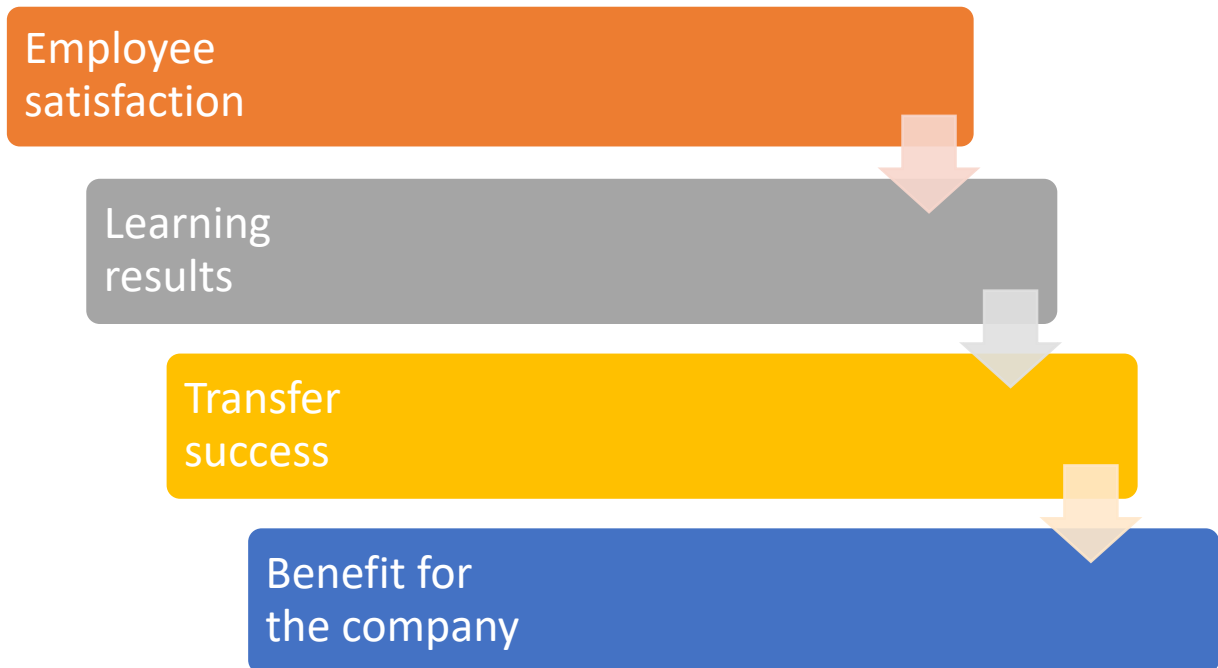 Employee
satisfaction
Learning
results
Transfer
success
Benefit for
the company